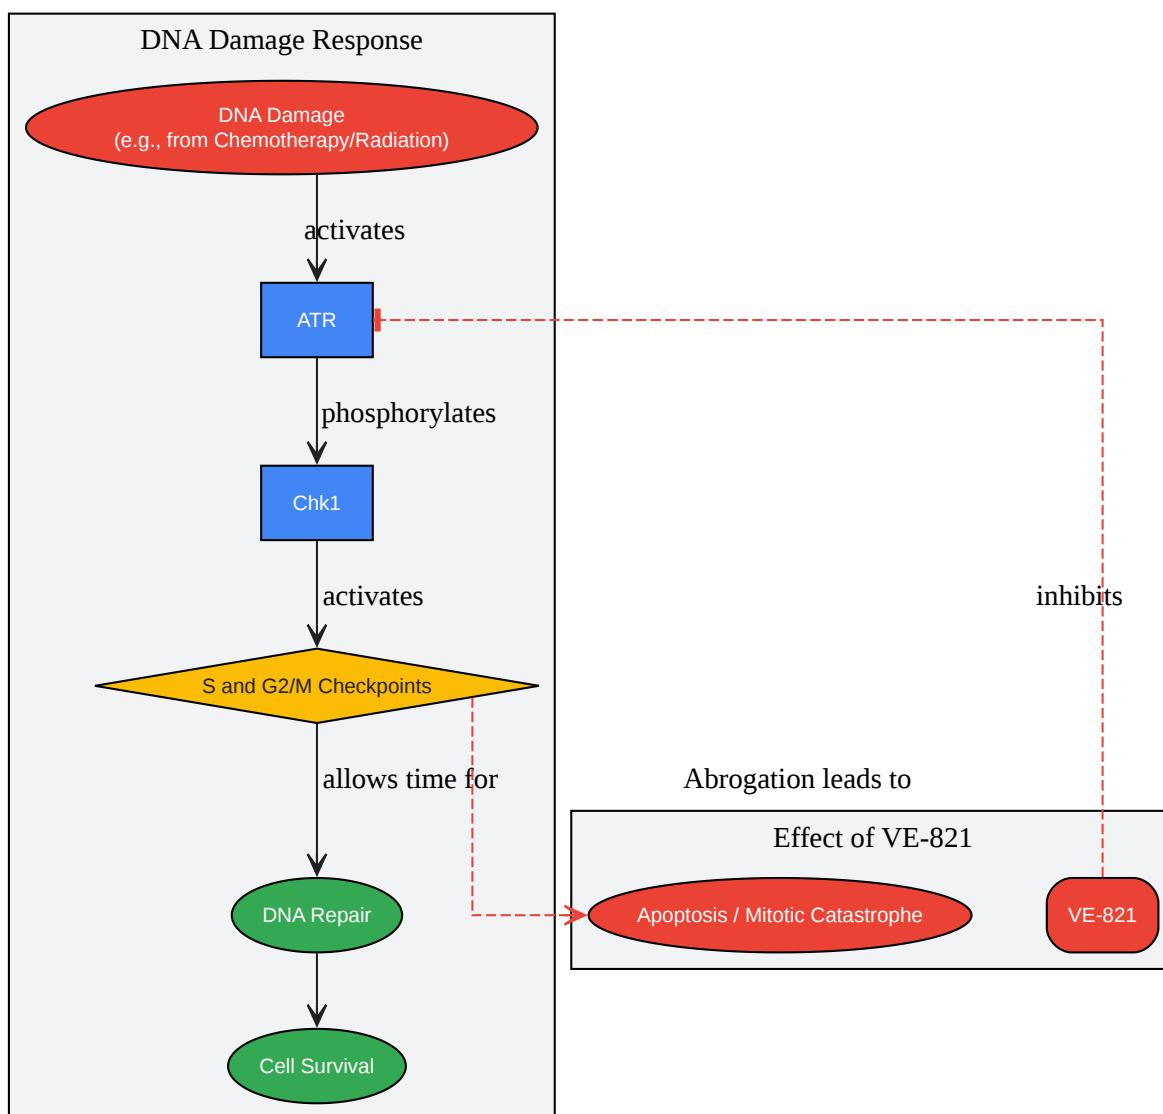 DNA Damage Response
DNA Damage
(e.g., from Chemotherapy/Radiation)
activates
ATR
phosphorylates
Chk1
activates
inhibits
S and G2/M Checkpoints
allows time for
Abrogation leads to
Effect of VE-821
DNA Repair
Apoptosis / Mitotic Catastrophe
VE-821
Cell Survival